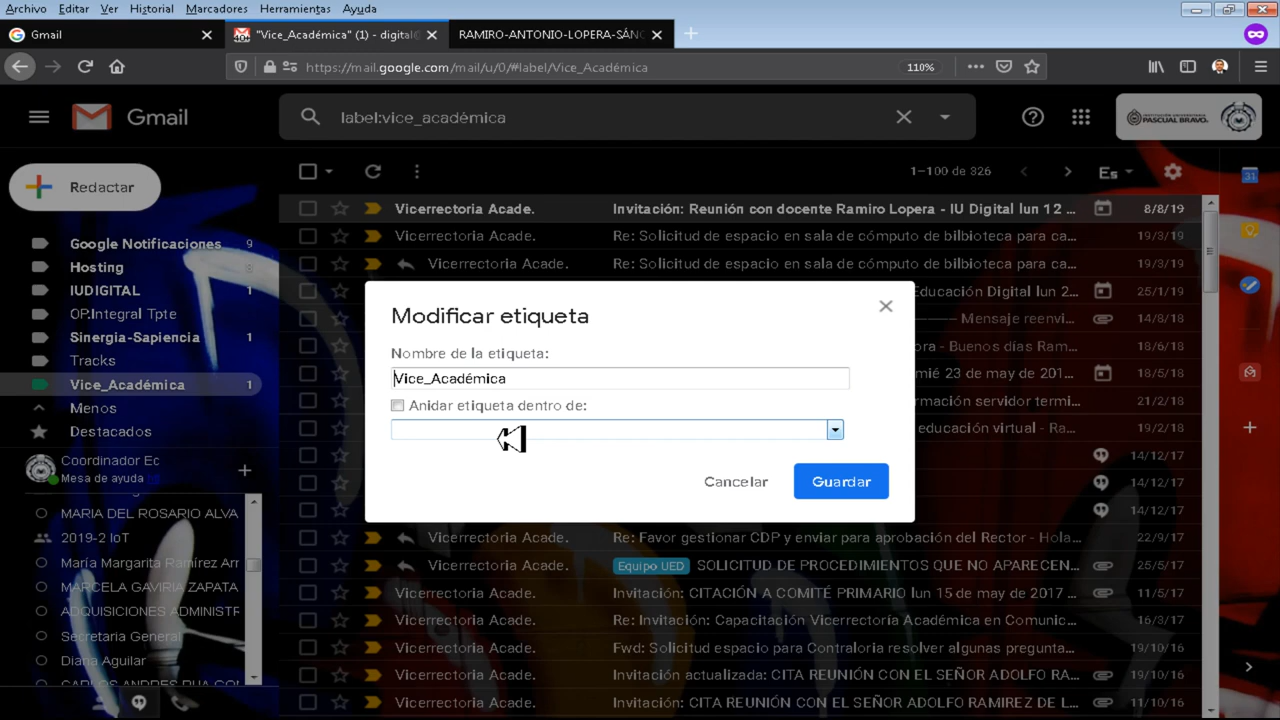 Archivo Editar Ver Historial Marcadores Herramientas Ayuda
Gmail
"Vice_Académica" (1) - digital@
RAMIRO-ANTONIO-LOPERA-SÁNC
https://mail.google.com/mail/u/0/#label/Vice_Académica
110%
Gmail
label:vice_académica
PASCUAL BRAVO
Redactar
1–100 de 826
Es
Google Notificaciones 9
Hosting 8
IUDIGITAL 1
OP.Integral Tpte
Sinergia-Sapiencia 1
Tracks
Vice_Académica 1
Menos
Destacados
Coordinador Ec
Mesa de ayuda
MARIA DEL ROSARIO ALVA
2019-2 IoT
María Margarita Ramírez Arr
MARCELA GAVIRIA ZAPATA
ADQUISICIONES ADMINISTR
Secretaria General
Diana Aguilar
CARLOS ANDRES RUA GO
Vicerrectoria Acade. Invitación: Reunión con docente Ramiro Lopera - IU Digital lun 12 ... 8/8/19
Vicerrectoria Acade. Re: Solicitud de espacio en sala de cómputo de bilbioteca para ca... 19/3/19
Vicerrectoria Acade. Re: Solicitud de espacio en sala de cómputo de bilbioteca para ca... 19/3/19
Educación Digital lun 2... 25/1/19
Mensaje reenvi... 14/8/18
ora - Buenos días Ram... 18/6/18
mié 23 de may de 201... 18/5/18
rmación servidor termi... 21/2/18
educación virtual - Ra... 19/2/18
14/12/17
14/12/17
14/12/17
Modificar etiqueta
Nombre de la etiqueta:
Vice_Académica
Anidar etiqueta dentro de:
Cancelar
Guardar
Vicerrectoria Acade. Re: Favor gestionar CDP y enviar para aprobación del Rector - Hola... 22/9/17
Vicerrectoria Acade. Equipo UED SOLICITUD DE PROCEDIMIENTOS QUE NO APARECEN... 25/5/17
Vicerrectoria Acade. Invitación: CITACIÓN A COMITÉ PRIMARIO lun 15 de may de 2017 ... 11/5/17
Vicerrectoria Acade. Re: Invitación: Capacitación Vicerrectoría Académica en Comunic... 16/3/17
Vicerrectoria Acade. Fwd: Solicitud espacio para Contraloria resolver algunas pregunta... 19/10/16
Vicerrectoria Acade. Invitación actualizada: CITA REUNIÓN CON EL SEÑOR ADOLFO RA... 19/10/16
Vicerrectoria Acade. Invitación: CITA REUNIÓN CON EL SEÑOR ADOLFO RAMIREZ DE L... 11/10/16